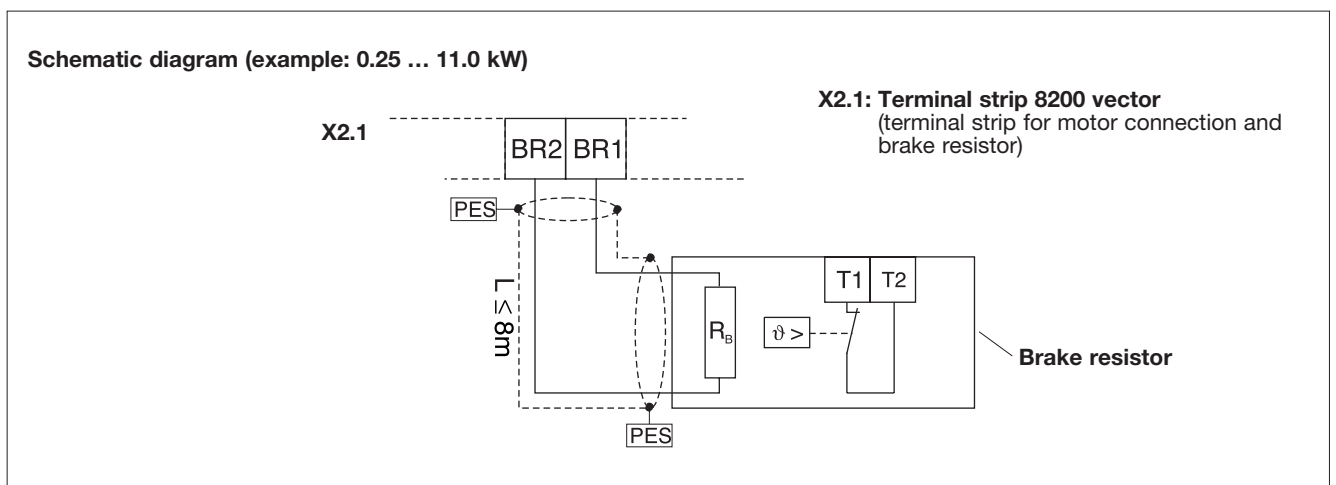 Schematic diagram (example: 0.25 … 11.0 kW)
X2.1: Terminal strip 8200 vector
(terminal strip for motor connection and
brake resistor)
X2.1
BR2 BR1
PES
L ≤ 8m
T1 T2
R_B
ϑ >
Brake resistor
PES